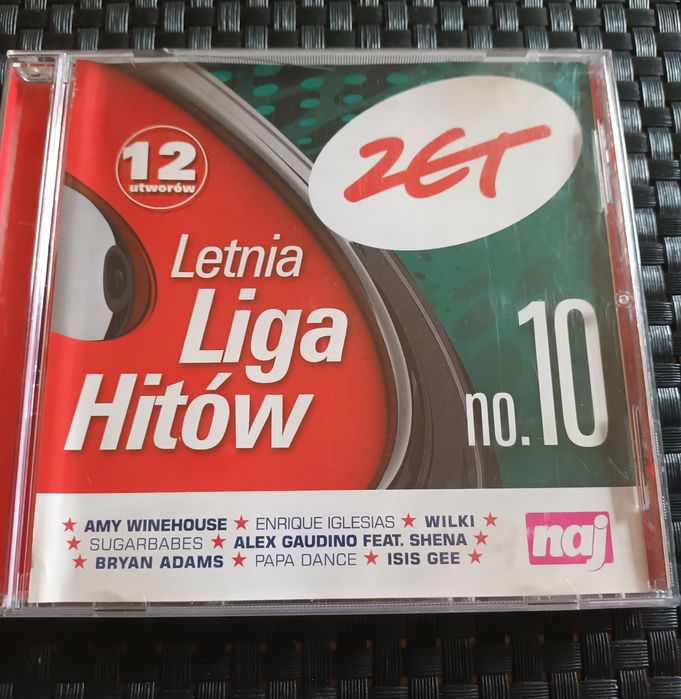 12
utworów
ZET
Letnia
Liga
Hitów
no.10
★ AMY WINEHOUSE ★ ENRIQUE IGLESIAS ★ WILKI ★
★ SUGARBABES ★ ALEX GAUDINO FEAT. SHENA ★
★ BRYAN ADAMS ★ PAPA DANCE ★ ISIS GEE ★
naj